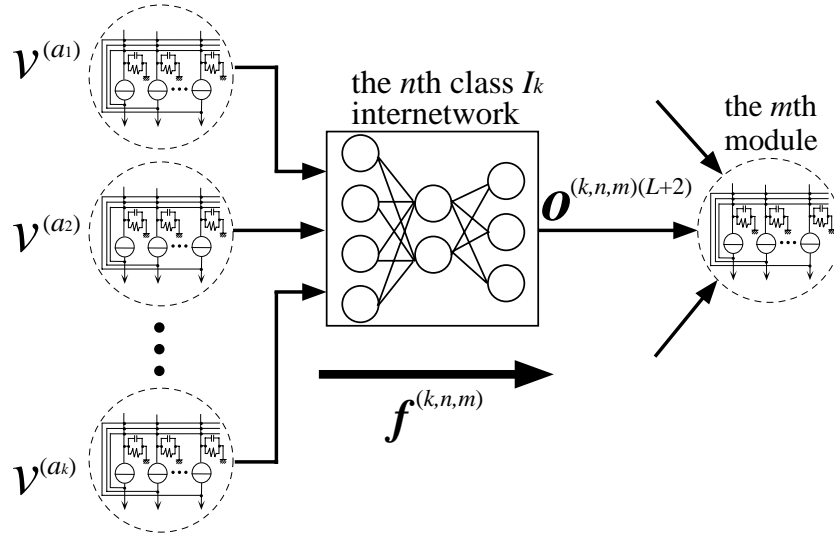 v^(a1)
the nth class Ik
internetwork
the mth
module
v^(a2)
o^(k,n,m)(L+2)
f^(k,n,m)
v^(ak)